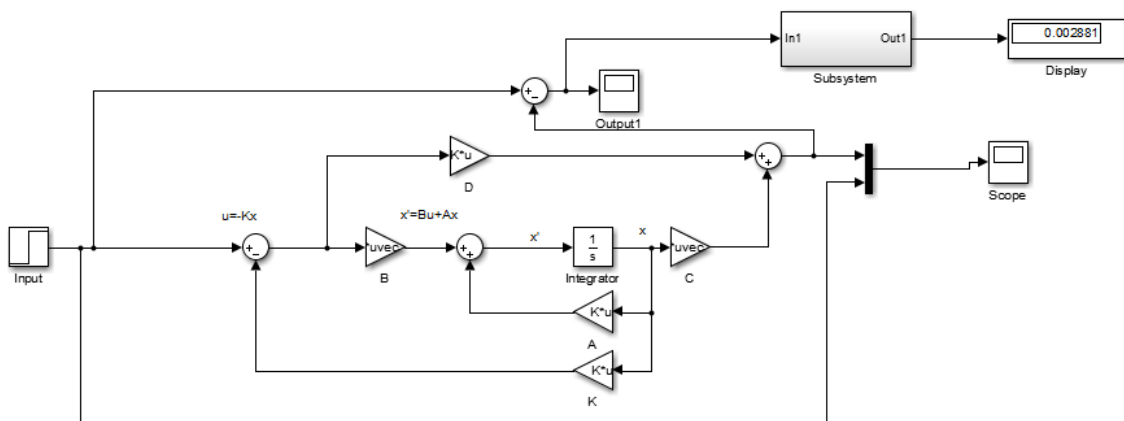 In1
Out1
0.002881
Subsystem
Display
+
−
Output1
K*u
D
+
+
Scope
u=-Kx
x'=Bu+Ax
Input
+
−
*uvec
B
+
+
x'
1
s
Integrator
x
*uvec
C
K*u
A
K*u
K